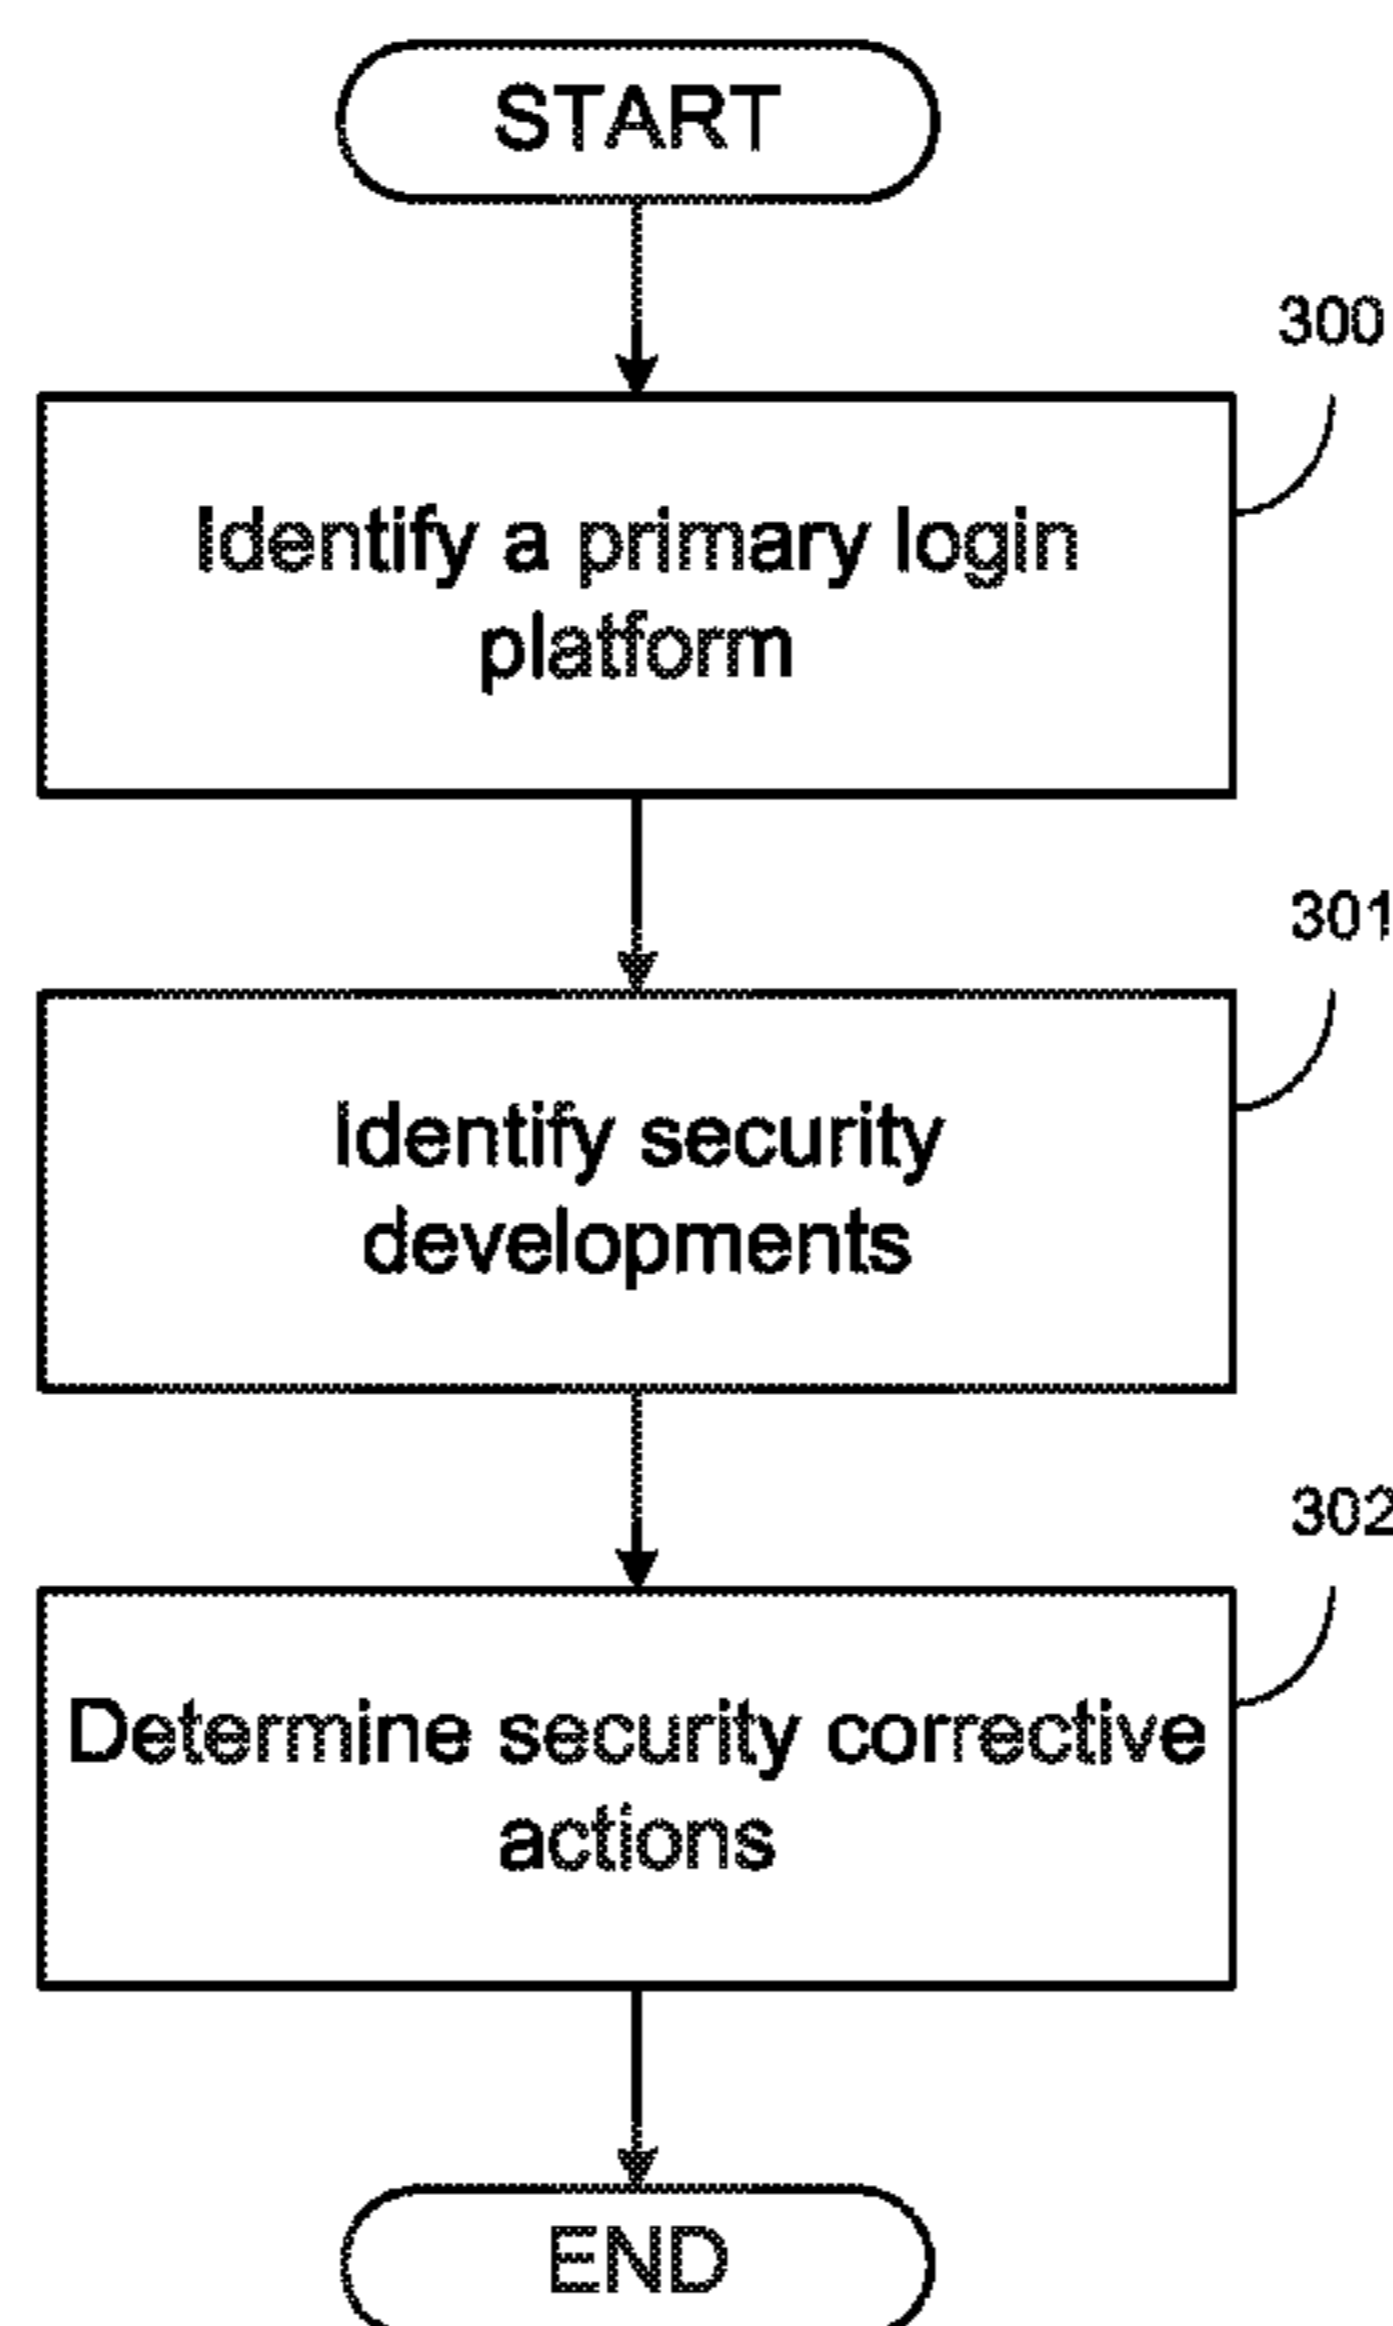 START
300
Identify a primary login
platform
301
Identify security
developments
302
Determine security corrective
actions
END